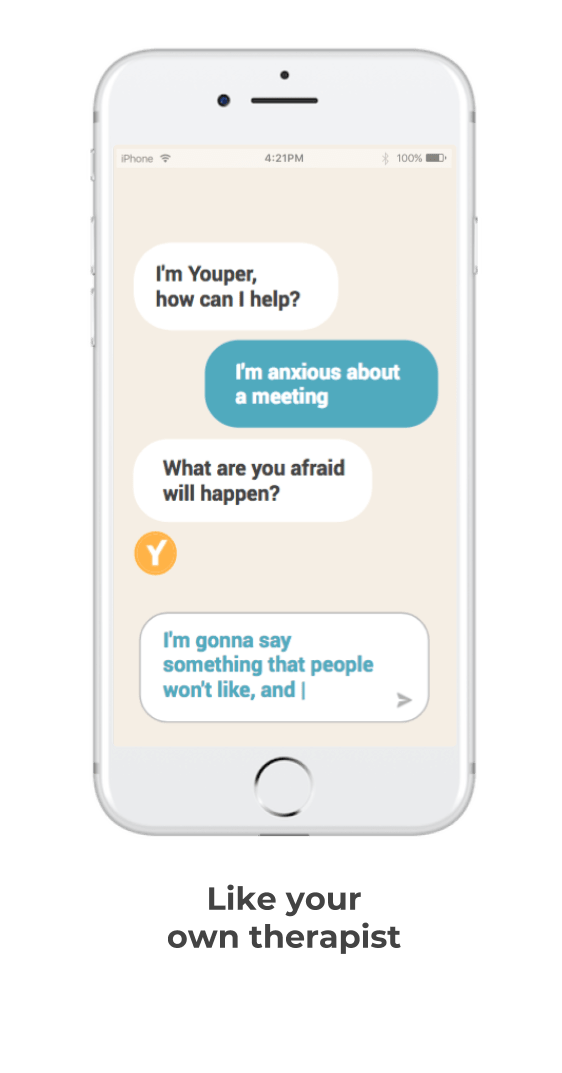 iPhone 4:21PM 100%
I'm Youper,
how can I help?
I'm anxious about
a meeting
What are you afraid
will happen?
Y
I'm gonna say
something that people
won't like, and |
Like your
own therapist